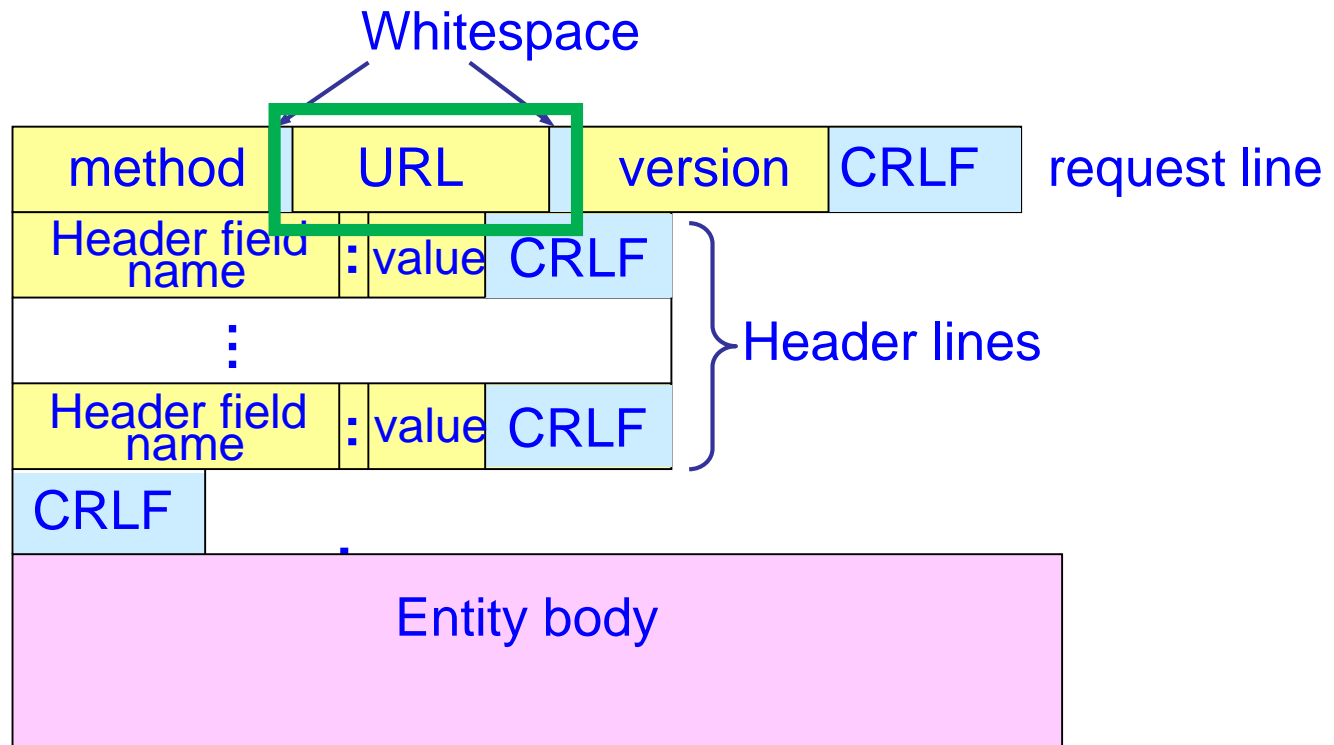 Whitespace
method URL version CRLF request line
Header field
name : value CRLF
⋮
Header lines
Header field
name : value CRLF
CRLF
Entity body